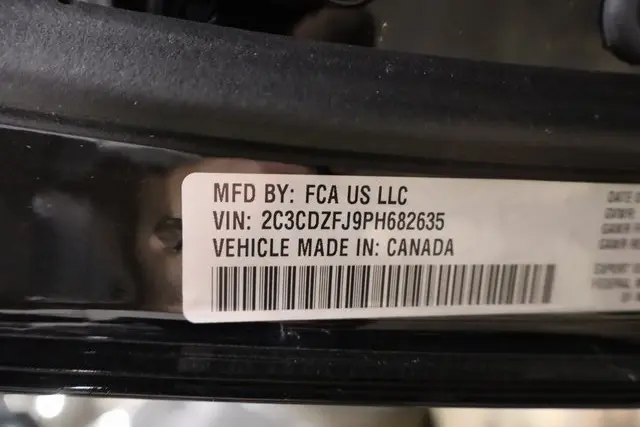 MFD BY: FCA US LLC
VIN: 2C3CDZFJ9PH682635
VEHICLE MADE IN: CANADA